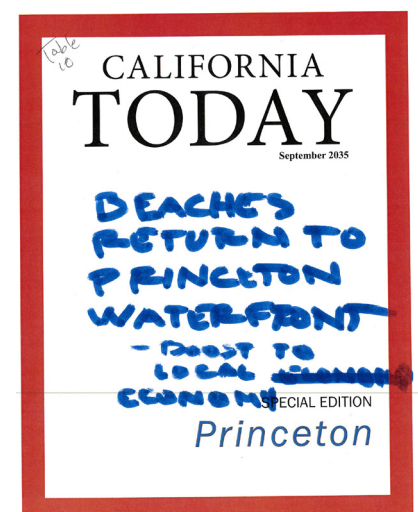 Table
10
CALIFORNIA
TODAY
September 2035
BEACHES
RETURN TO
PRINCETON
WATERFRONT
- BOOST TO
LOCAL
ECONOMY
SPECIAL EDITION
Princeton